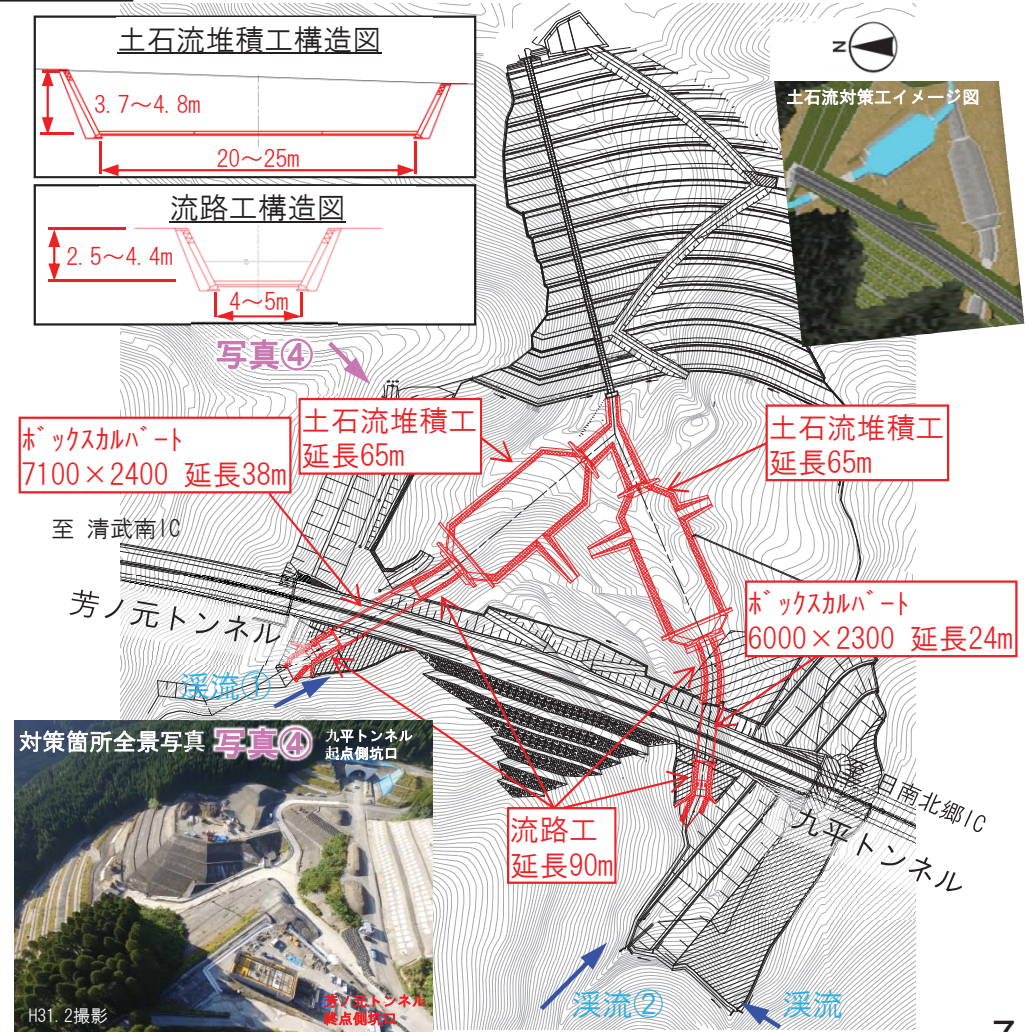 土石流堆積工構造図
3.7～4.8m
20～25m
流路工構造図
2.5～4.4m
4～5m
N
土石流対策工イメージ図
写真④
ﾎﾞｯｸｽｶﾙﾊﾞｰﾄ
7100×2400 延長38m
土石流堆積工
延長65m
土石流堆積工
延長65m
至 清武南IC
芳ノ元トンネル
渓流①
ﾎﾞｯｸｽｶﾙﾊﾞｰﾄ
6000×2300 延長24m
対策箇所全景写真 写真④
九平トンネル
起点側坑口
芳ノ元トンネル
終点側坑口
H31.2撮影
流路工
延長90m
至 日南北郷IC
九平トンネル
渓流②
渓流
7